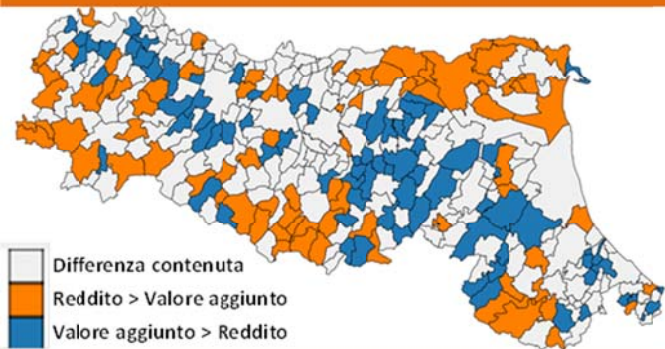 Differenza contenuta
Reddito > Valore aggiunto
Valore aggiunto > Reddito